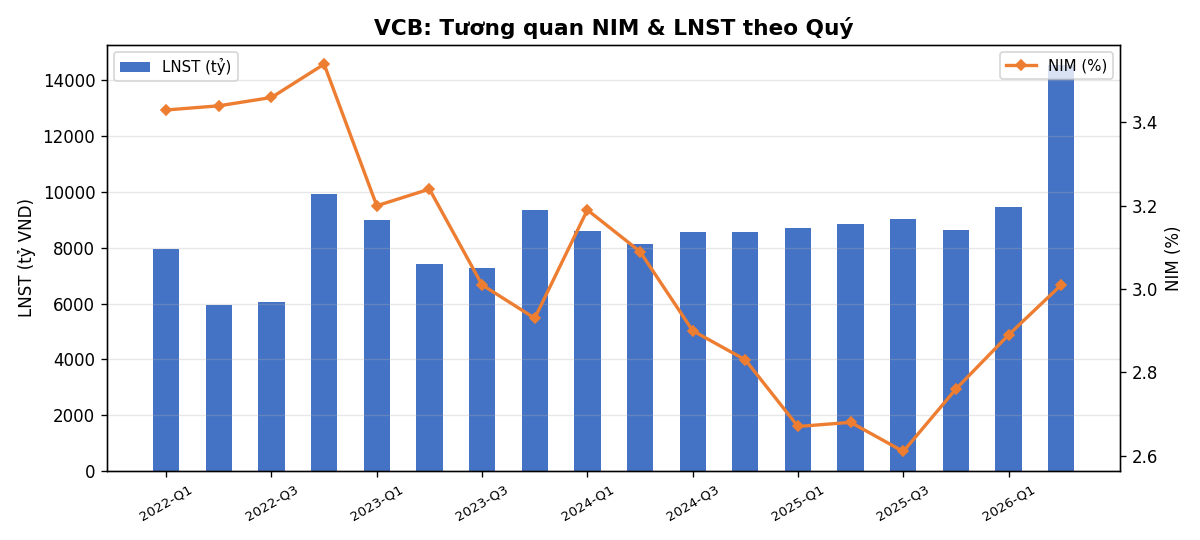 VCB: Tương quan NIM & LNST theo Quý
LNST (tỷ)
NIM (%)
14000
12000
10000
8000
6000
4000
2000
0
LNST (tỷ VND)
3.4
3.2
3.0
2.8
2.6
NIM (%)
2022-Q1
2022-Q3
2023-Q1
2023-Q3
2024-Q1
2024-Q3
2025-Q1
2025-Q3
2026-Q1